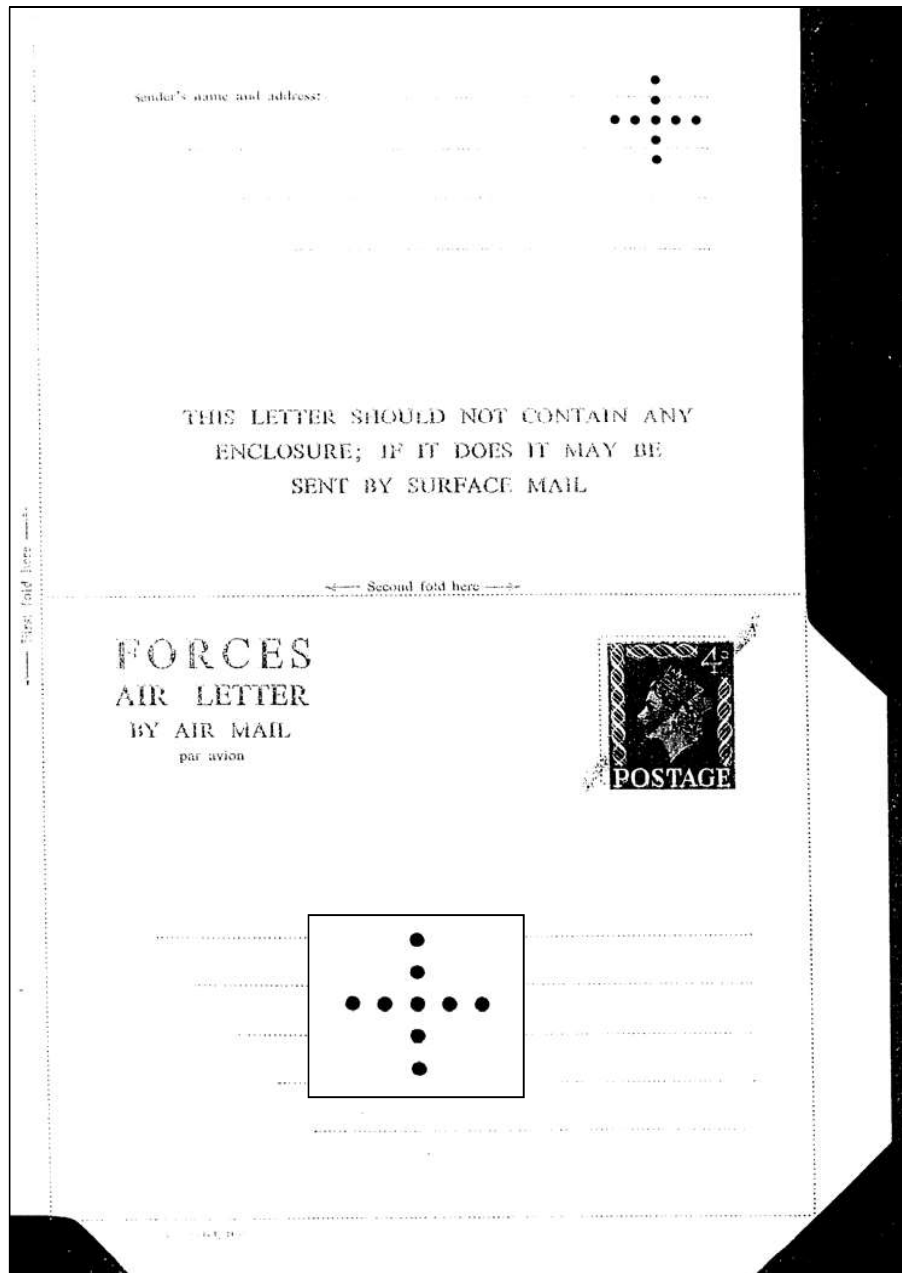 Sender's name and address:
THIS LETTER SHOULD NOT CONTAIN ANY
ENCLOSURE; IF IT DOES IT MAY BE
SENT BY SURFACE MAIL
First fold here
Second fold here
FORCES
AIR LETTER
BY AIR MAIL
par avion
4D
POSTAGE